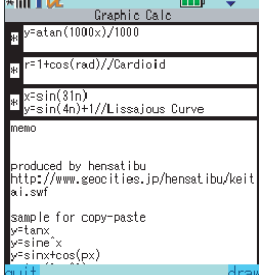 Graphic Calc
* y=atan(1000x)/1000
* r=1+cos(rad)//Cardioid
* x=sin(31n)
y=sin(4n)+1//Lissajous Curve
memo
produced by hensatibu
http://www.geocities.jp/hensatibu/keit
ai.swf
sample for copy-paste
y=tanx
y=sine^x
y=sinx+cos(px)
quit draw